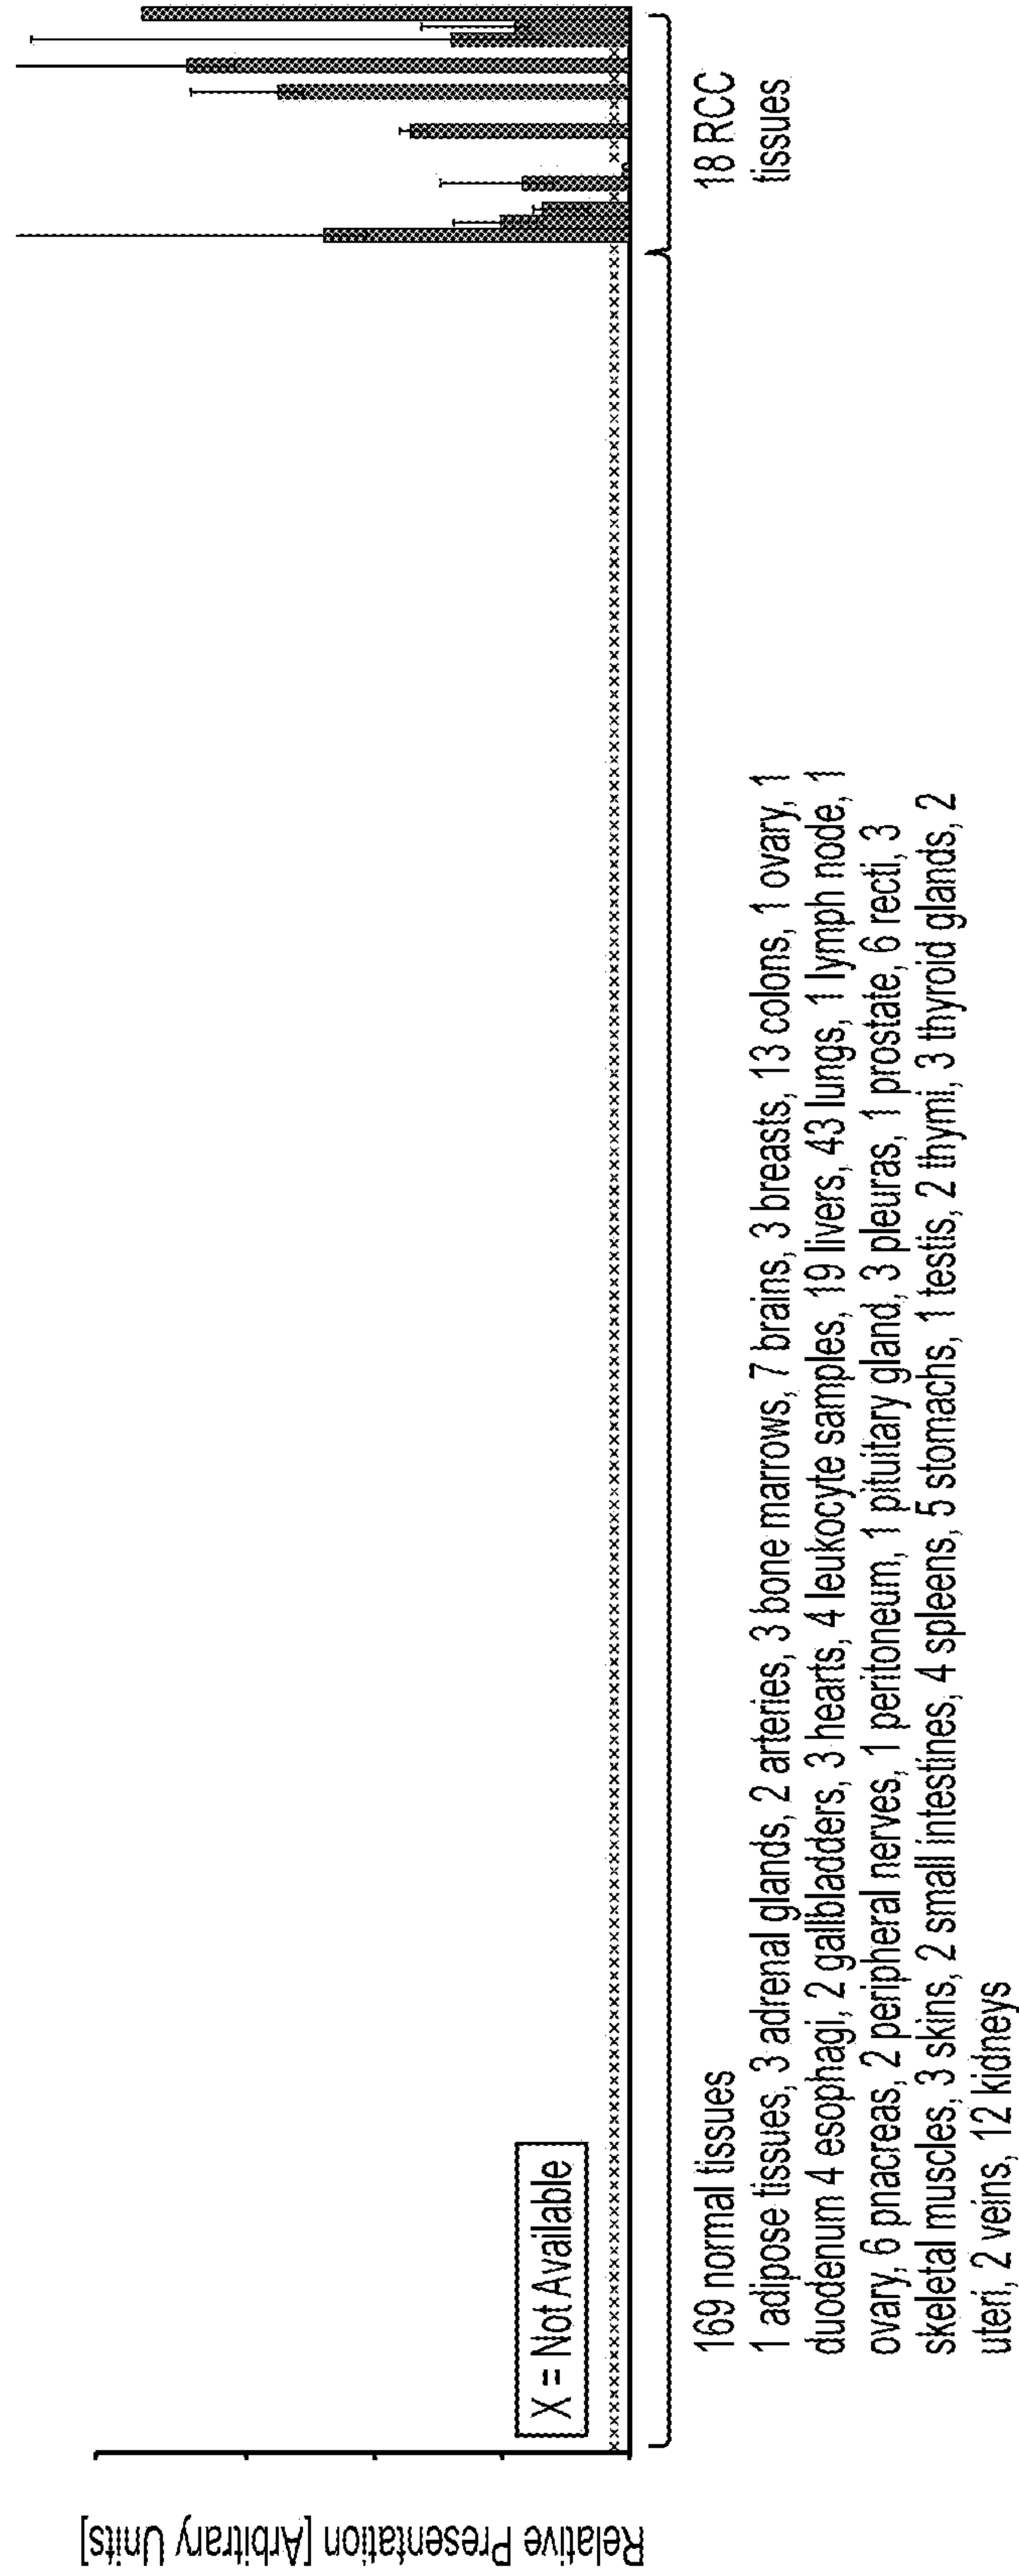 Relative Presentation [Arbitrary Units]
X = Not Available
169 normal tissues
1 adipose tissues, 3 adrenal glands, 2 arteries, 3 bone marrows, 7 brains, 3 breasts, 13 colons, 1 ovary, 1
duodenum 4 esophagi, 2 gallbladders, 3 hearts, 4 leukocyte samples, 19 livers, 43 lungs, 1 lymph node, 1
ovary, 6 pnacreas, 2 peripheral nerves, 1 peritoneum, 1 pituitary gland, 3 pleuras, 1 prostate, 6 recti, 3
skeletal muscles, 3 skins, 2 small intestines, 4 spleens, 5 stomachs, 1 testis, 2 thymi, 3 thyroid glands, 2
uteri, 2 veins, 12 kidneys
18 RCC
tissues